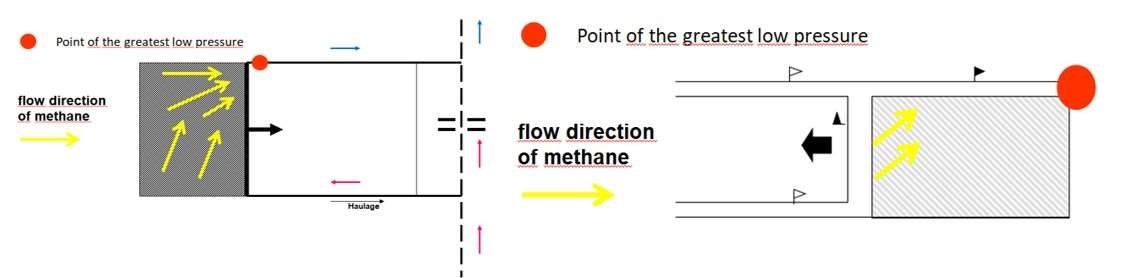 Point of the greatest low pressure
flow direction
of methane
Haulage
Point of the greatest low pressure
flow direction
of methane